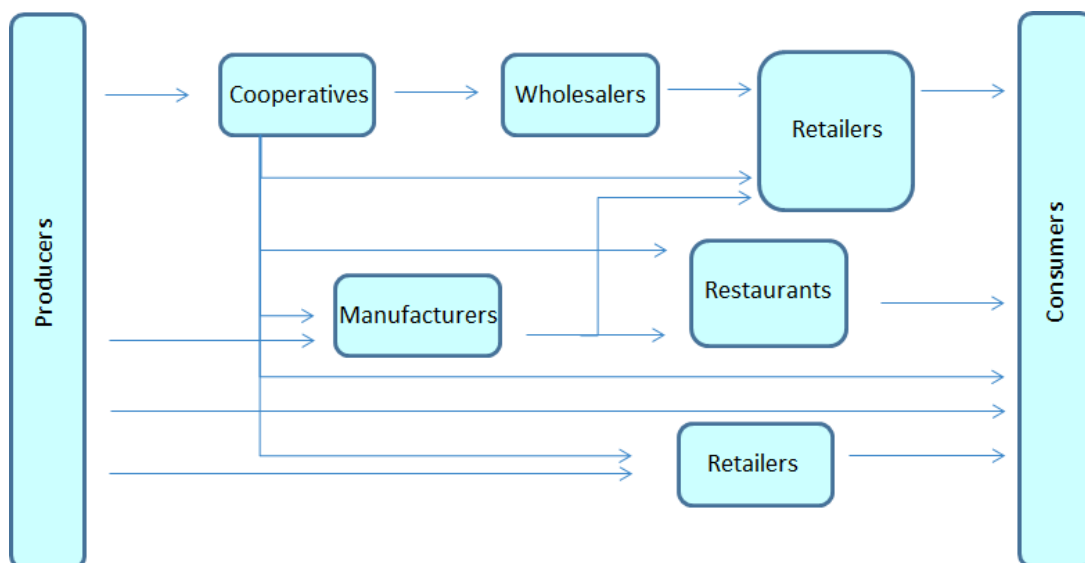 Producers
Cooperatives
Wholesalers
Retailers
Manufacturers
Restaurants
Retailers
Consumers